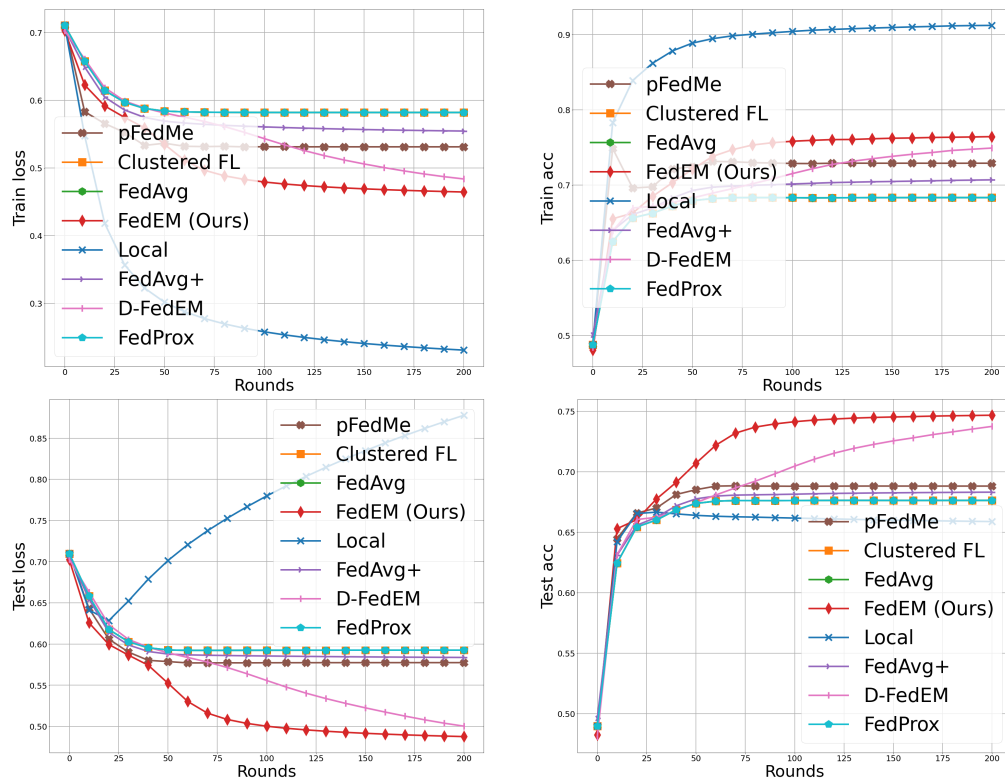 0.7
0.6
0.5
0.4
0.3
Train loss
pFedMe
Clustered FL
FedAvg
FedEM (Ours)
Local
FedAvg+
D-FedEM
FedProx
0 25 50 75 100 125 150 175 200
Rounds
0.9
0.8
0.7
0.6
0.5
Train acc
pFedMe
Clustered FL
FedAvg
FedEM (Ours)
Local
FedAvg+
D-FedEM
FedProx
0 25 50 75 100 125 150 175 200
Rounds
0.85
0.80
0.75
0.70
0.65
0.60
0.55
0.50
Test loss
pFedMe
Clustered FL
FedAvg
FedEM (Ours)
Local
FedAvg+
D-FedEM
FedProx
0 25 50 75 100 125 150 175 200
Rounds
0.75
0.70
0.65
0.60
0.55
0.50
Test acc
pFedMe
Clustered FL
FedAvg
FedEM (Ours)
Local
FedAvg+
D-FedEM
FedProx
0 25 50 75 100 125 150 175 200
Rounds